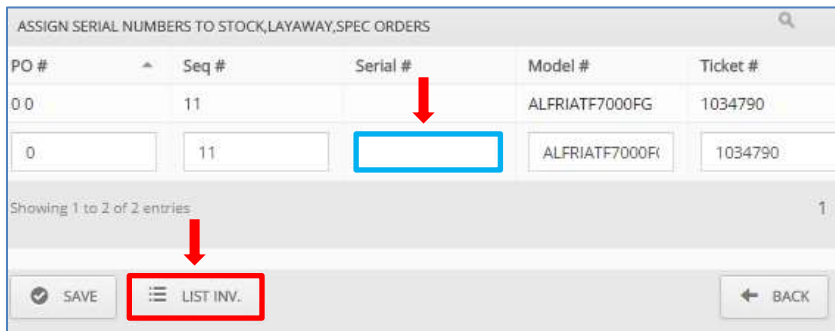 ASSIGN SERIAL NUMBERS TO STOCK,LAYAWAY,SPEC ORDERS
PO # Seq # Serial # Model # Ticket #
0 0 11 ALFRIATF7000FG 1034790
0 11 ALFRIATF7000F( 1034790
Showing 1 to 2 of 2 entries 1
SAVE LIST INV. BACK